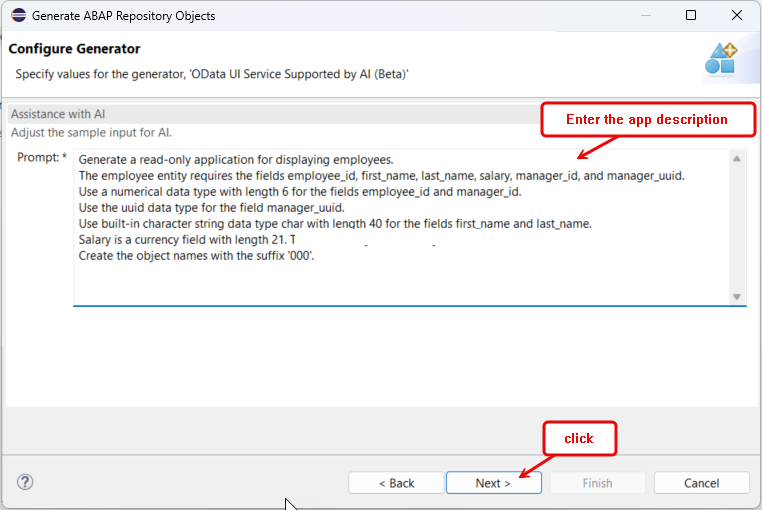 Generate ABAP Repository Objects
Configure Generator
Specify values for the generator, 'OData UI Service Supported by AI (Beta)'
Assistance with AI
Enter the app description
Adjust the sample input for AI.
Prompt: *
Generate a read-only application for displaying employees.
The employee entity requires the fields employee_id, first_name, last_name, salary, manager_id, and manager_uuid.
Use a numerical data type with length 6 for the fields employee_id and manager_id.
Use the uuid data type for the field manager_uuid.
Use built-in character string data type char with length 40 for the fields first_name and last_name.
Salary is a currency field with length 21.
Create the object names with the suffix '000'.
click
< Back
Next >
Finish
Cancel